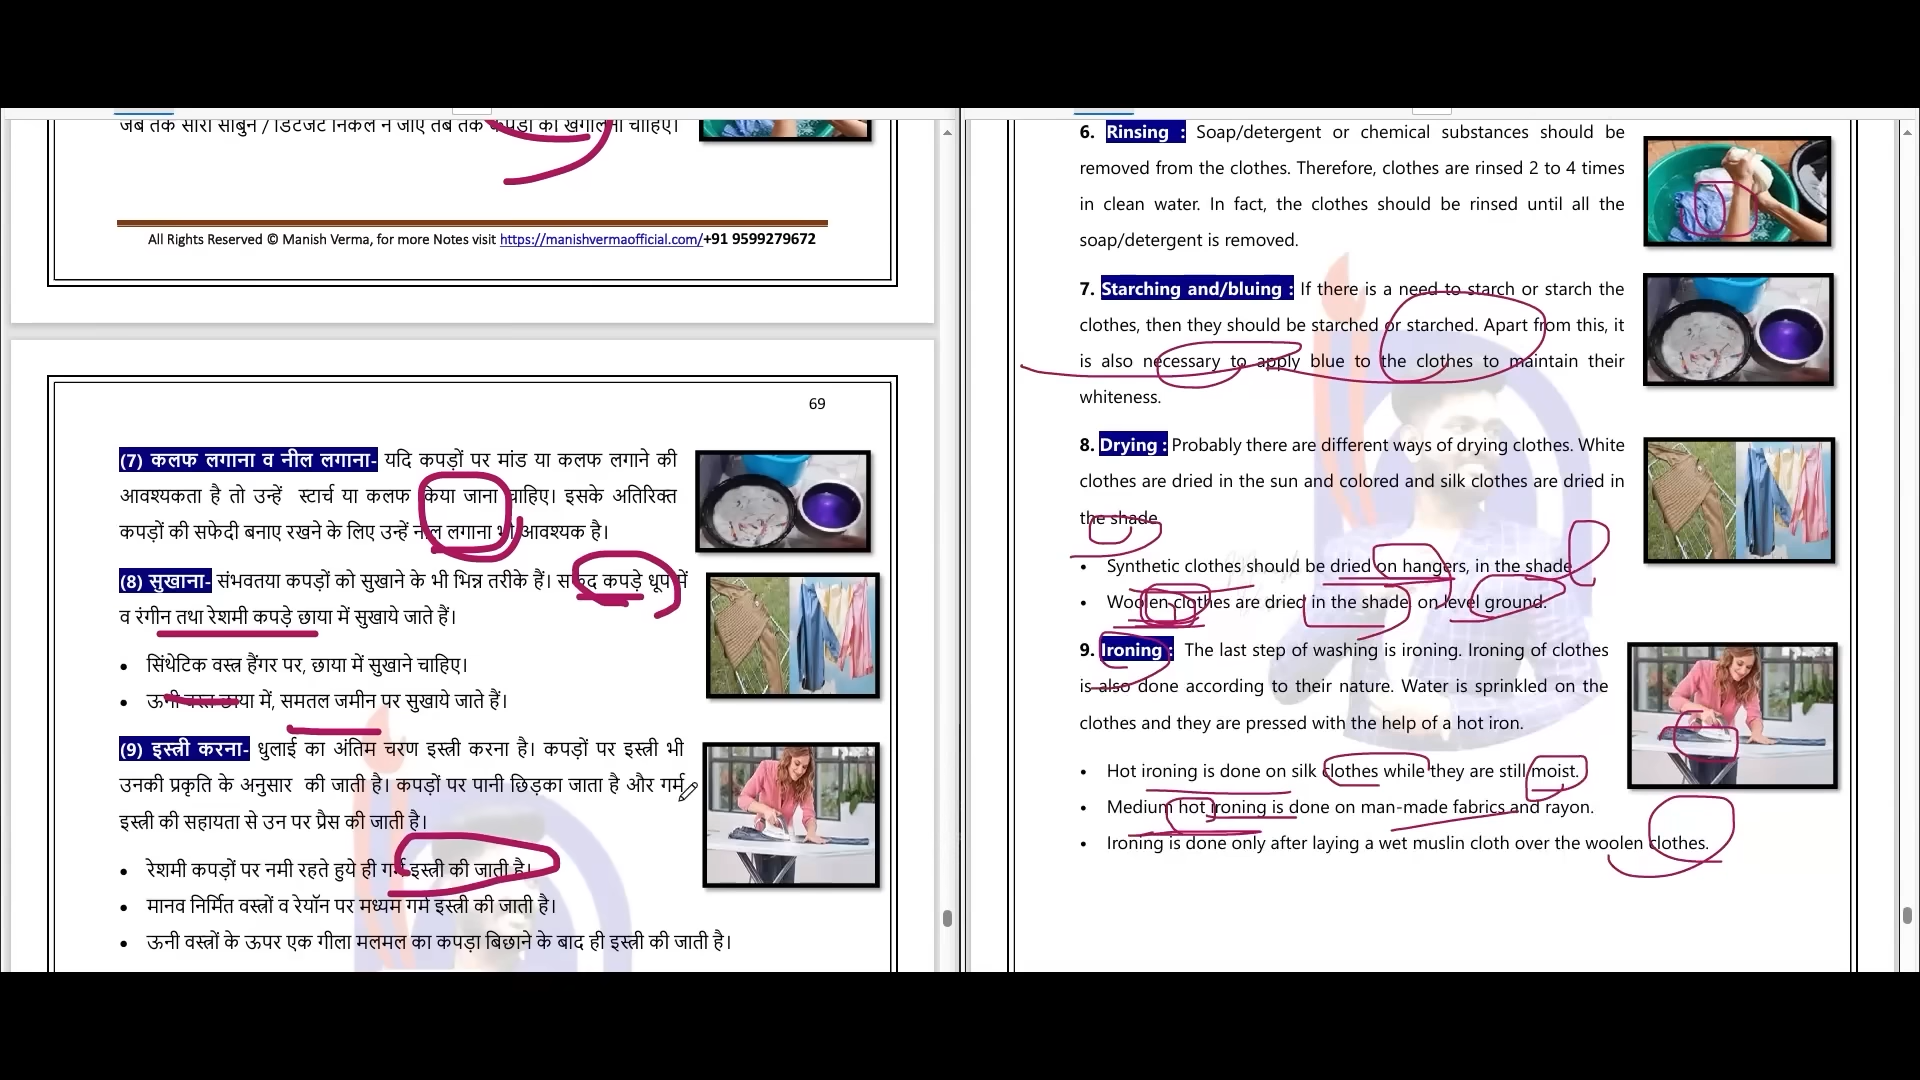 जब तक सारा साबुन / डिटर्जेंट निकल न जाए तब तक कपड़ों को खंगालना चाहिए।
All Rights Reserved © Manish Verma, for more Notes visit https://manishvermaofficial.com/+91 9599279672
69
(7) कलफ लगाना व नील लगाना- यदि कपड़ों पर मांड या कलफ लगाने की
आवश्यकता है तो उन्हें स्टार्च या कलफ किया जाना चाहिए। इसके अतिरिक्त
कपड़ों की सफेदी बनाए रखने के लिए उन्हें नील लगाना भी आवश्यक है।
(8) सुखाना- संभवतया कपड़ों को सुखाने के भी भिन्न तरीके हैं। सफेद कपड़े धूप में
व रंगीन तथा रेशमी कपड़े छाया में सुखाये जाते हैं।
• सिंथेटिक वस्त्र हैंगर पर, छाया में सुखाने चाहिए।
• ऊनी वस्त्र छाया में, समतल जमीन पर सुखाये जाते हैं।
(9) इस्त्री करना- धुलाई का अंतिम चरण इस्त्री करना है। कपड़ों पर इस्त्री भी
उनकी प्रकृति के अनुसार की जाती है। कपड़ों पर पानी छिड़का जाता है और गर्म
इस्त्री की सहायता से उन पर प्रैस की जाती है।
• रेशमी कपड़ों पर नमी रहते हुये ही गर्म इस्त्री की जाती है।
• मानव निर्मित वस्त्रों व रेयॉन पर मध्यम गर्म इस्त्री की जाती है।
• ऊनी वस्त्रों के ऊपर एक गीला मलमल का कपड़ा बिछाने के बाद ही इस्त्री की जाती है।
6. Rinsing : Soap/detergent or chemical substances should be
removed from the clothes. Therefore, clothes are rinsed 2 to 4 times
in clean water. In fact, the clothes should be rinsed until all the
soap/detergent is removed.
7. Starching and/bluing : If there is a need to starch or starch the
clothes, then they should be starched or starched. Apart from this, it
is also necessary to apply blue to the clothes to maintain their
whiteness.
8. Drying : Probably there are different ways of drying clothes. White
clothes are dried in the sun and colored and silk clothes are dried in
the shade.
• Synthetic clothes should be dried on hangers, in the shade.
• Woolen clothes are dried in the shade, on level ground.
9. Ironing : The last step of washing is ironing. Ironing of clothes
is also done according to their nature. Water is sprinkled on the
clothes and they are pressed with the help of a hot iron.
• Hot ironing is done on silk clothes while they are still moist.
• Medium hot ironing is done on man-made fabrics and rayon.
• Ironing is done only after laying a wet muslin cloth over the woolen clothes.